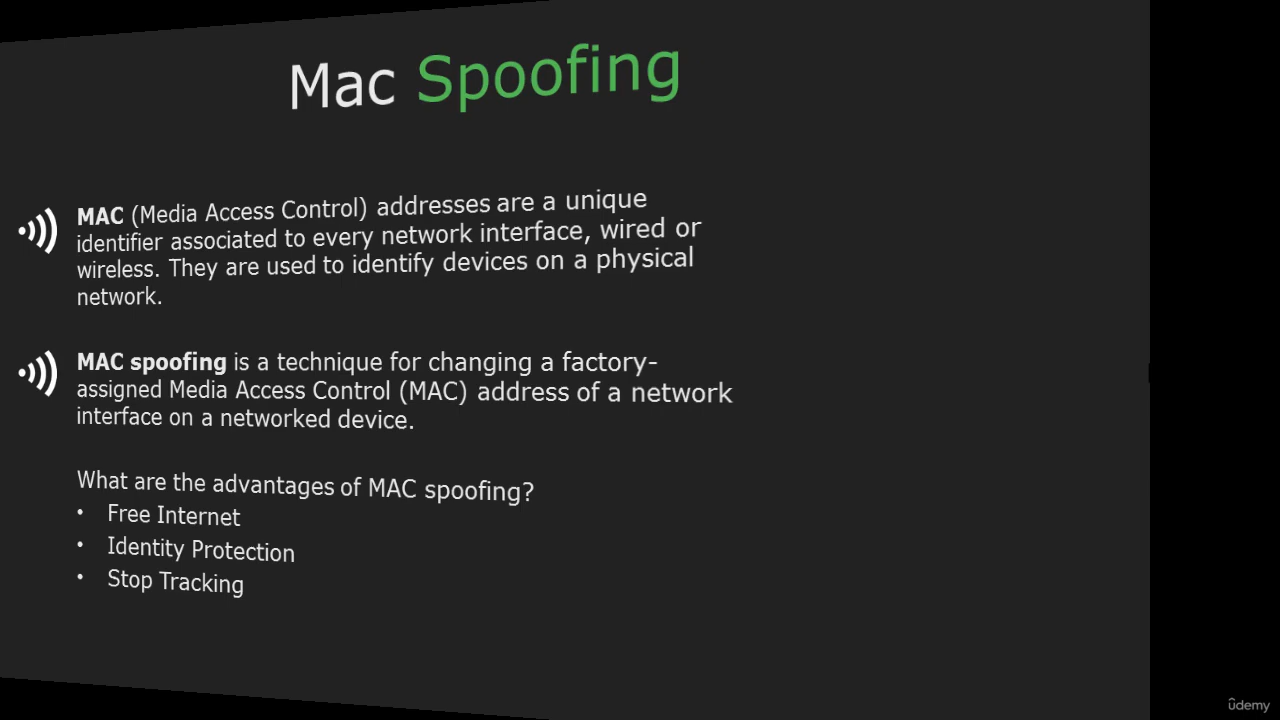 Mac Spoofing
MAC (Media Access Control) addresses are a unique
identifier associated to every network interface, wired or
wireless. They are used to identify devices on a physical
network.
MAC spoofing is a technique for changing a factory-
assigned Media Access Control (MAC) address of a network
interface on a networked device.
What are the advantages of MAC spoofing?
• Free Internet
• Identity Protection
• Stop Tracking
ûdemy